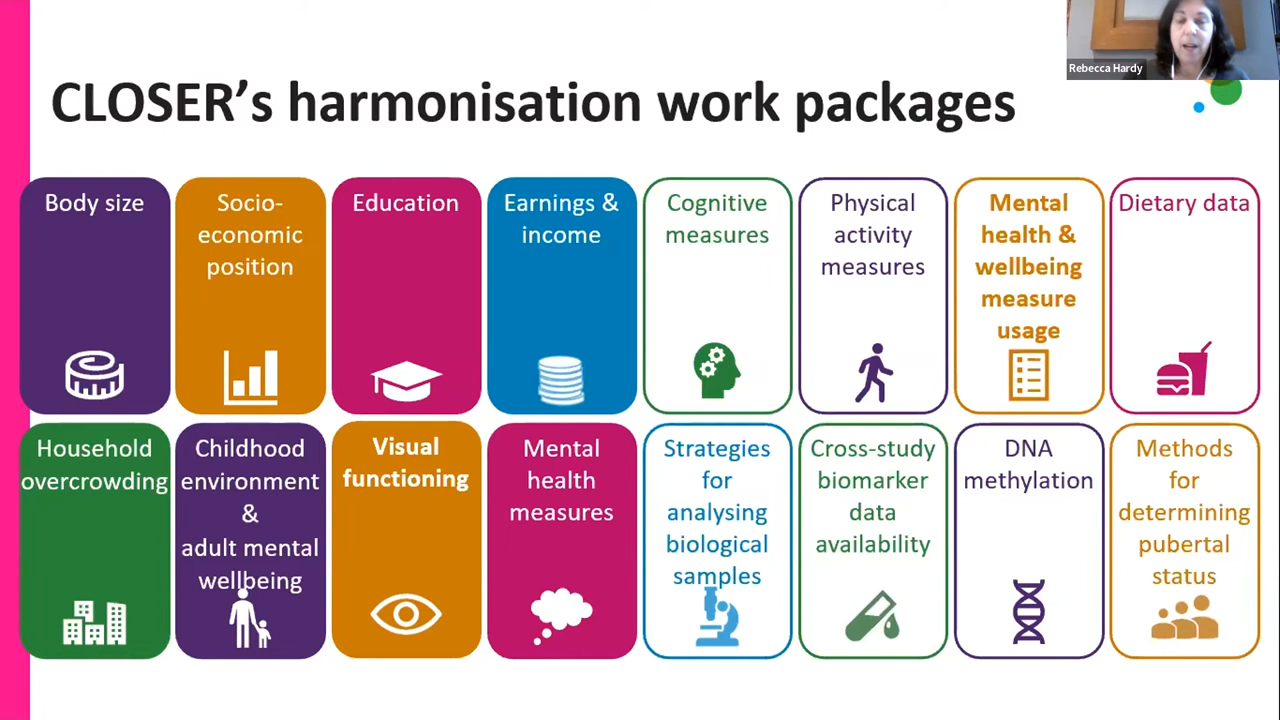 Rebecca Hardy
CLOSER's harmonisation work packages
Body size
Socio-
economic
position
Education
Earnings &
income
Cognitive
measures
Physical
activity
measures
Mental
health &
wellbeing
measure
usage
Dietary data
Household
overcrowding
Childhood
environment
&
adult mental
wellbeing
Visual
functioning
Mental
health
measures
Strategies
for
analysing
biological
samples
Cross-study
biomarker
data
availability
DNA
methylation
Methods
for
determining
pubertal
status